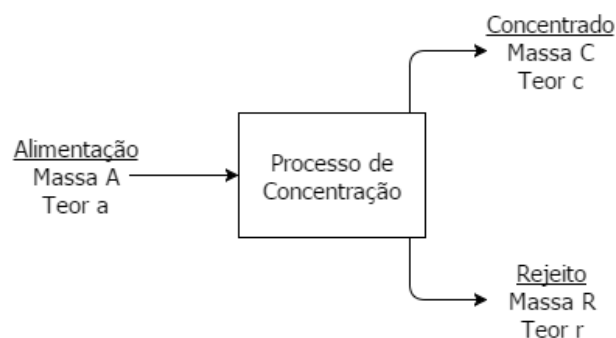 Alimentação
Massa A
Teor a
Processo de
Concentração
Concentrado
Massa C
Teor c
Rejeito
Massa R
Teor r